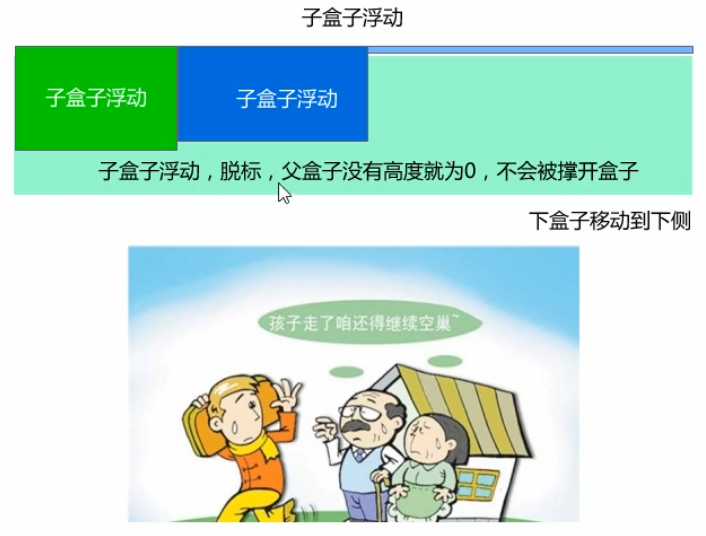 子盒子浮动
子盒子浮动
子盒子浮动
子盒子浮动，脱标，父盒子没有高度就为0，不会被撑开盒子
下盒子移动到下侧
孩子走了咱还得继续空巢~